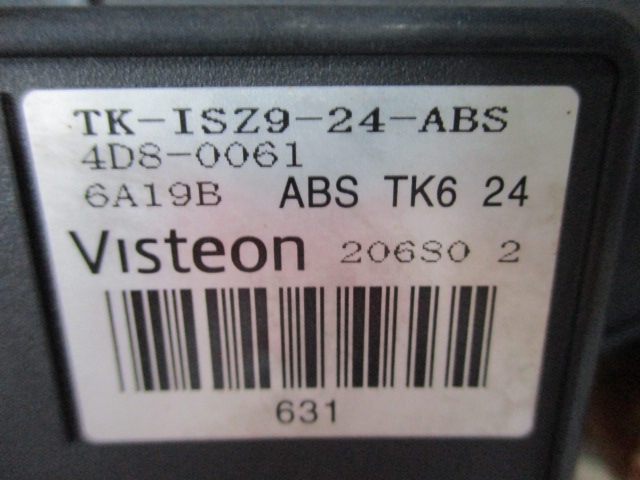 TK-ISZ9-24-ABS
4D8-0061
6A19B ABS TK6 24
Visteon 206S0 2
631